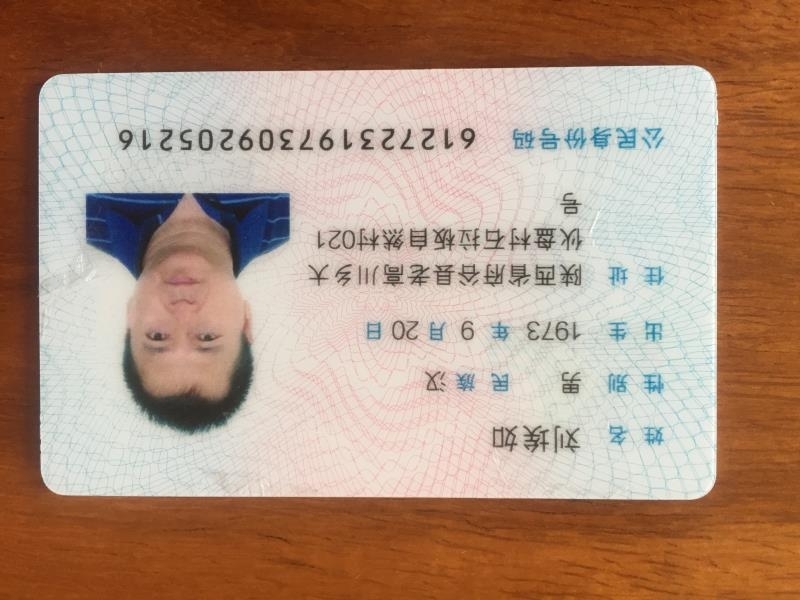 姓名 刘埃如
性别 男 民族 汉
出生 1973 年 9 月 20 日
住址 陕西省府谷县老高川乡大
伙盘村石拉板自然村021
号
公民身份号码 612723197309205216